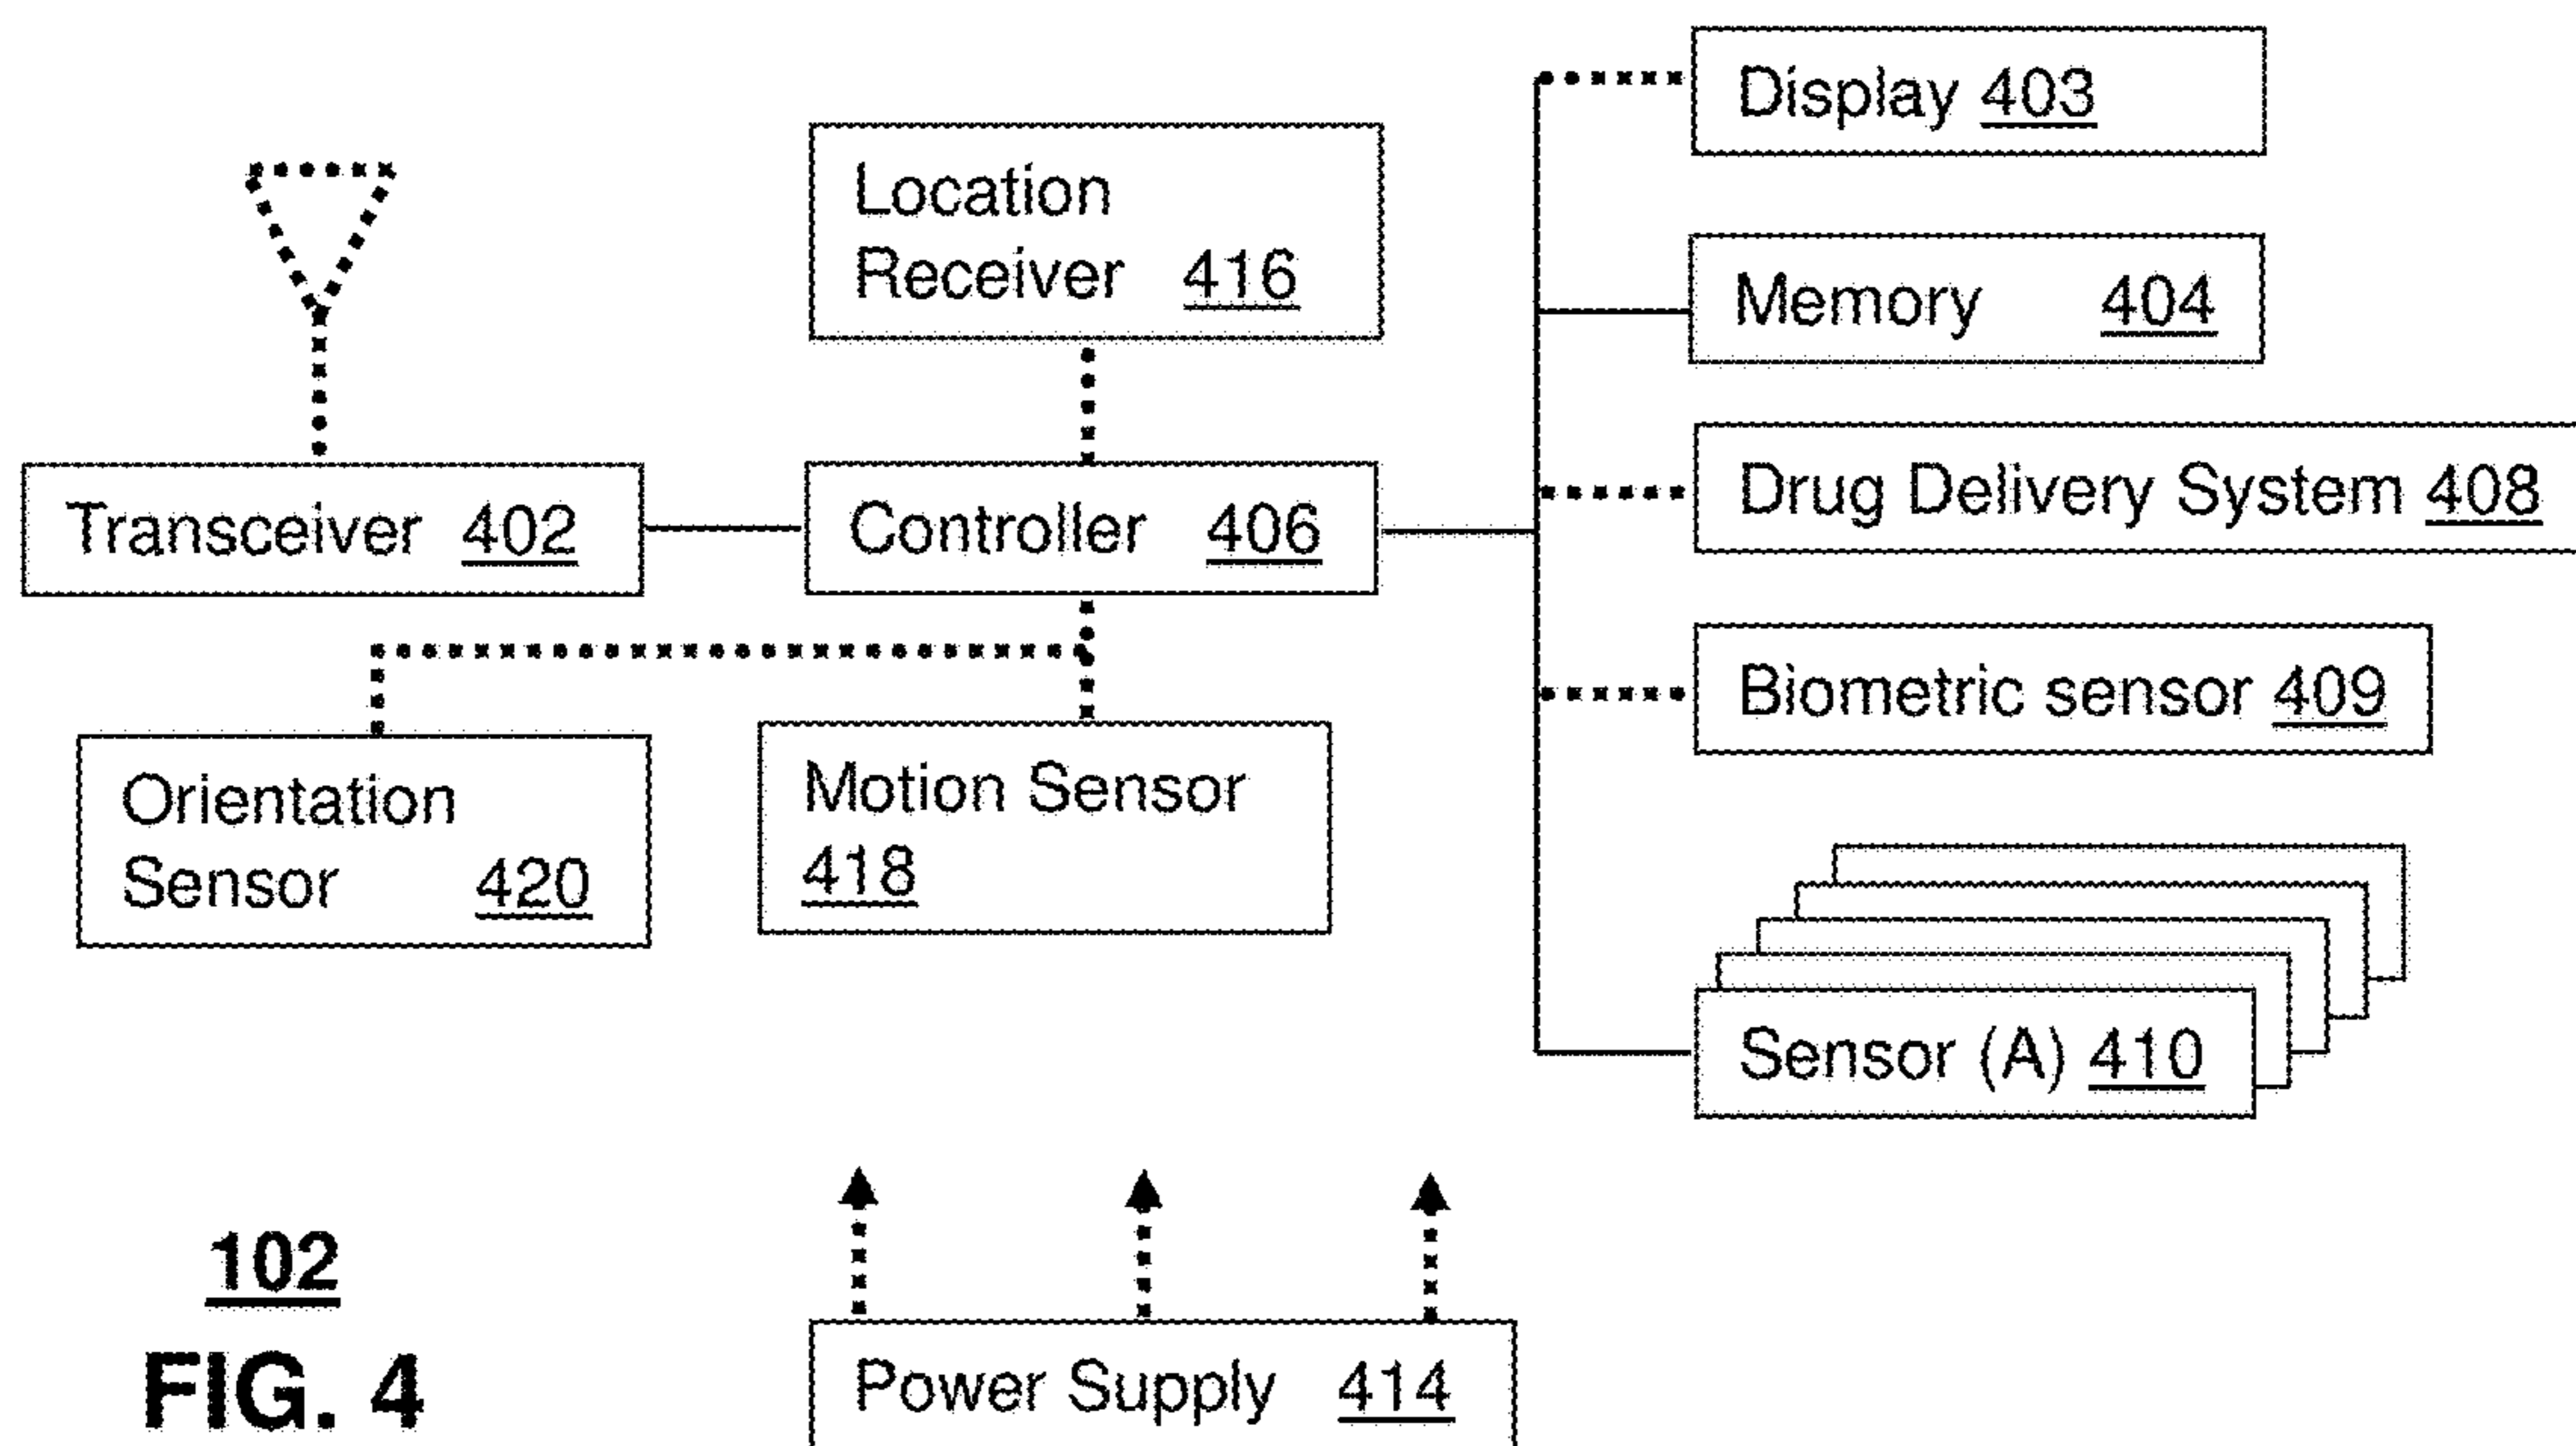 Display 403
Location
Receiver 416
Memory 404
Transceiver 402
Controller 406
Drug Delivery System 408
Biometric sensor 409
Orientation
Sensor 420
Motion Sensor
418
Sensor (A) 410
102
FIG. 4
Power Supply 414